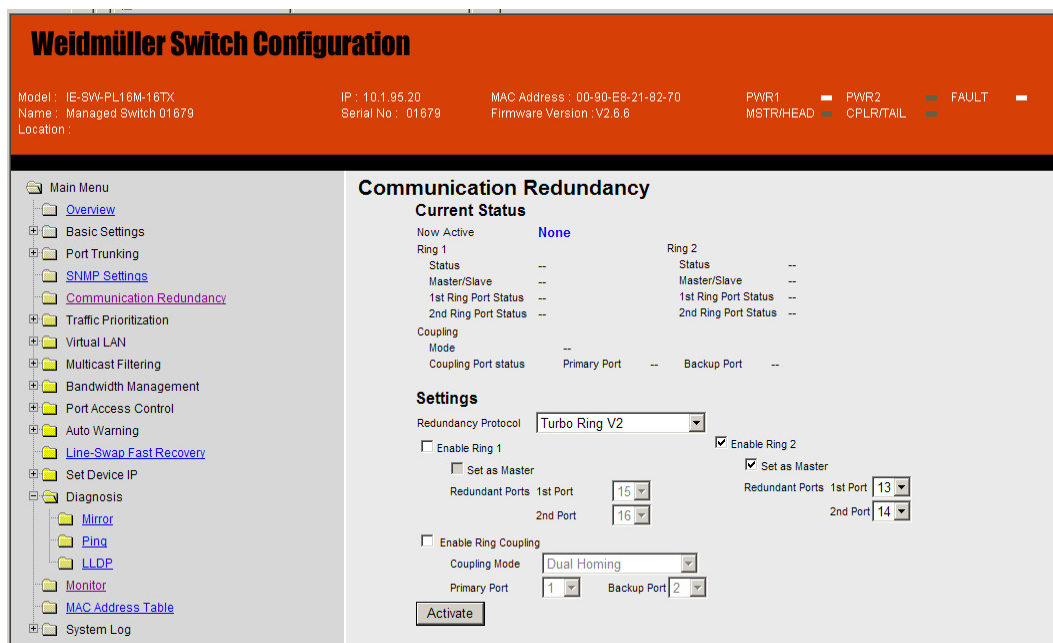 Weidmüller Switch Configuration
Model : IE-SW-PL16M-16TX IP : 10.1.95.20 MAC Address : 00-90-E8-21-82-70 PWR1 PWR2 FAULT
Name : Managed Switch 01679 Serial No : 01679 Firmware Version : V2.6.6 MSTR/HEAD CPLR/TAIL
Location :
Main Menu
Overview
Basic Settings
Port Trunking
SNMP Settings
Communication Redundancy
Traffic Prioritization
Virtual LAN
Multicast Filtering
Bandwidth Management
Port Access Control
Auto Warning
Line-Swap Fast Recovery
Set Device IP
Diagnosis
Mirror
Ping
LLDP
Monitor
MAC Address Table
System Log
Communication Redundancy
Current Status
Now Active None
Ring 1 Ring 2
Status -- Status --
Master/Slave -- Master/Slave --
1st Ring Port Status -- 1st Ring Port Status --
2nd Ring Port Status -- 2nd Ring Port Status --
Coupling
Mode --
Coupling Port status Primary Port -- Backup Port --
Settings
Redundancy Protocol Turbo Ring V2
Enable Ring 1 Enable Ring 2
Set as Master Set as Master
Redundant Ports 1st Port 15 Redundant Ports 1st Port 13
2nd Port 16 2nd Port 14
Enable Ring Coupling
Coupling Mode Dual Homing
Primary Port 1 Backup Port 2
Activate